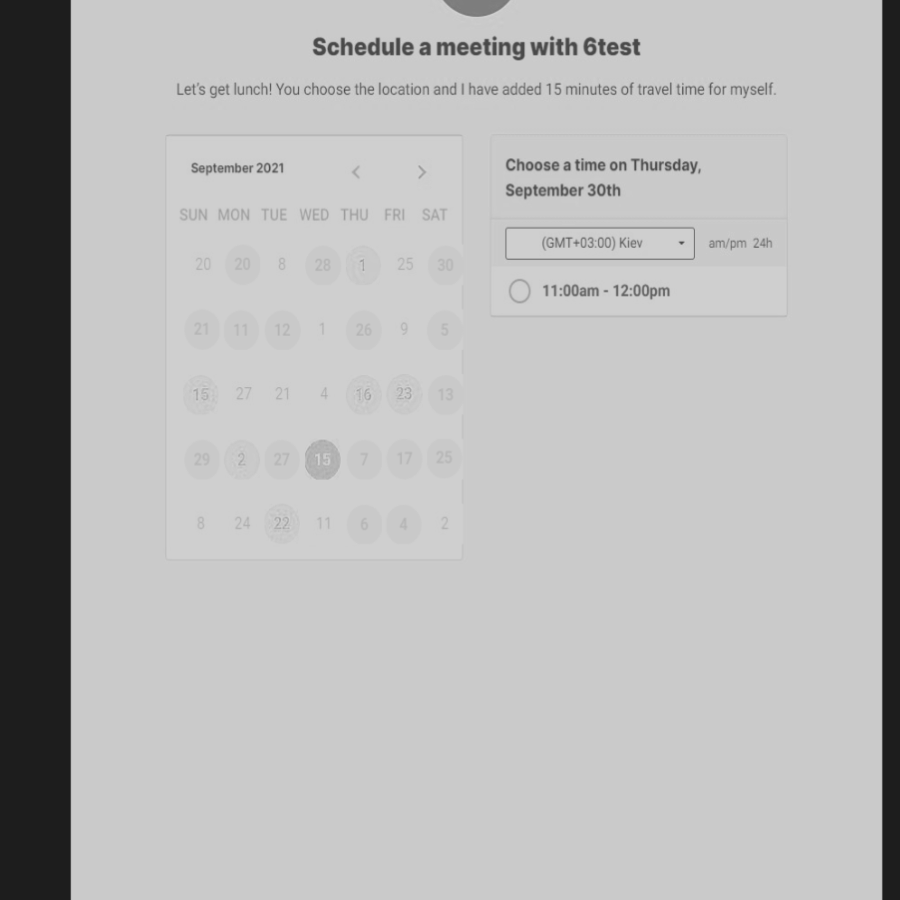 Schedule a meeting with 6test
Let's get lunch! You choose the location and I have added 15 minutes of travel time for myself.
September 2021
SUN MON TUE WED THU FRI SAT
20 20 8 28 1 25 30
21 11 12 1 26 9 5
15 27 21 4 16 23 13
29 2 27 15 7 17 25
8 24 22 11 6 4 2
Choose a time on Thursday,
September 30th
(GMT+03:00) Kiev am/pm 24h
11:00am - 12:00pm